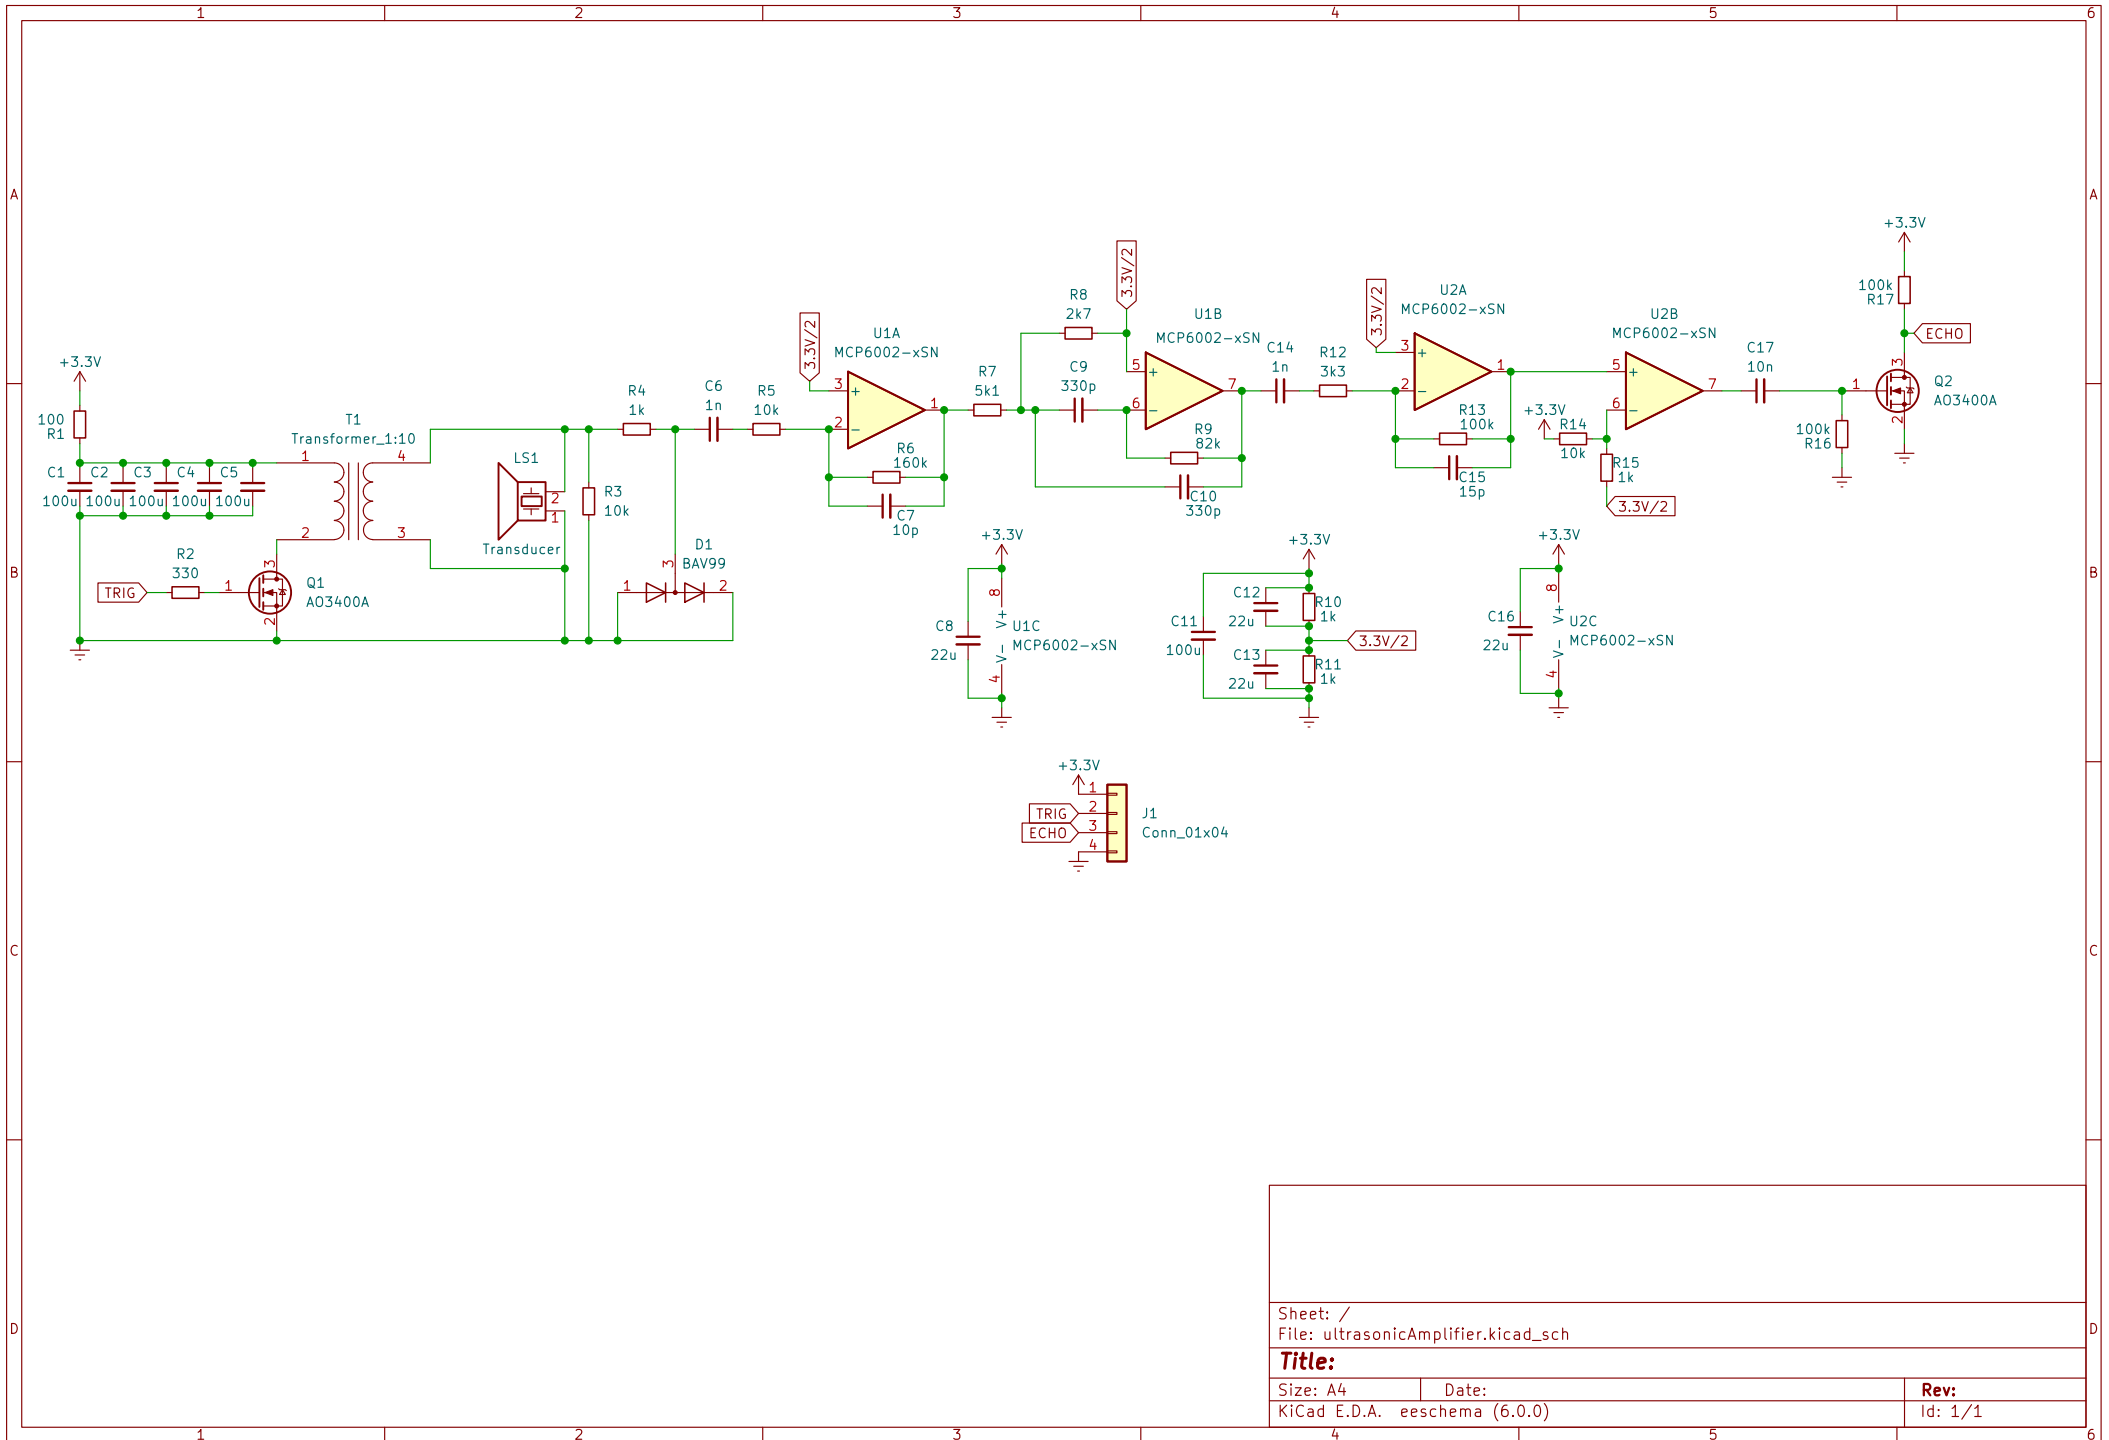 1 2 3 4 5 6
A A
B B
C C
D D
+3.3V
100
R1
C1 C2 C3 C4 C5
100u 100u 100u 100u 100u
T1
Transformer_1:10
1
2
4
3
TRIG
R2
330
1
3
2
Q1
AO3400A
LS1
2
1
Transducer
R3
10k
R4
1k
C6
1n
R5
10k
D1
BAV99
1
3
2
3.3V/2
U1A
MCP6002-xSN
3
+
2
-
1
R6
160k
C7
10p
R7
5k1
R8
2k7
C9
330p
3.3V/2
U1B
MCP6002-xSN
5
+
6
-
7
R9
82k
C10
330p
C14
1n
R12
3k3
3.3V/2
U2A
MCP6002-xSN
3
+
2
-
1
R13
100k
C15
15p
U2B
MCP6002-xSN
5
+
6
-
7
+3.3V
R14
10k
R15
1k
3.3V/2
C17
10n
100k
R16
+3.3V
100k
R17
ECHO
1
3
2
Q2
AO3400A
+3.3V
C8
22u
8
V+
U1C
MCP6002-xSN
V-
4
+3.3V
C11
100u
C12
22u
R10
1k
3.3V/2
C13
22u
R11
1k
+3.3V
C16
22u
8
V+
U2C
MCP6002-xSN
V-
4
+3.3V
1
TRIG 2
ECHO 3
4
J1
Conn_01x04
Sheet: /
File: ultrasonicAmplifier.kicad_sch
Title:
Size: A4 Date: Rev:
KiCad E.D.A. eeschema (6.0.0) Id: 1/1
1 2 3 4 5 6